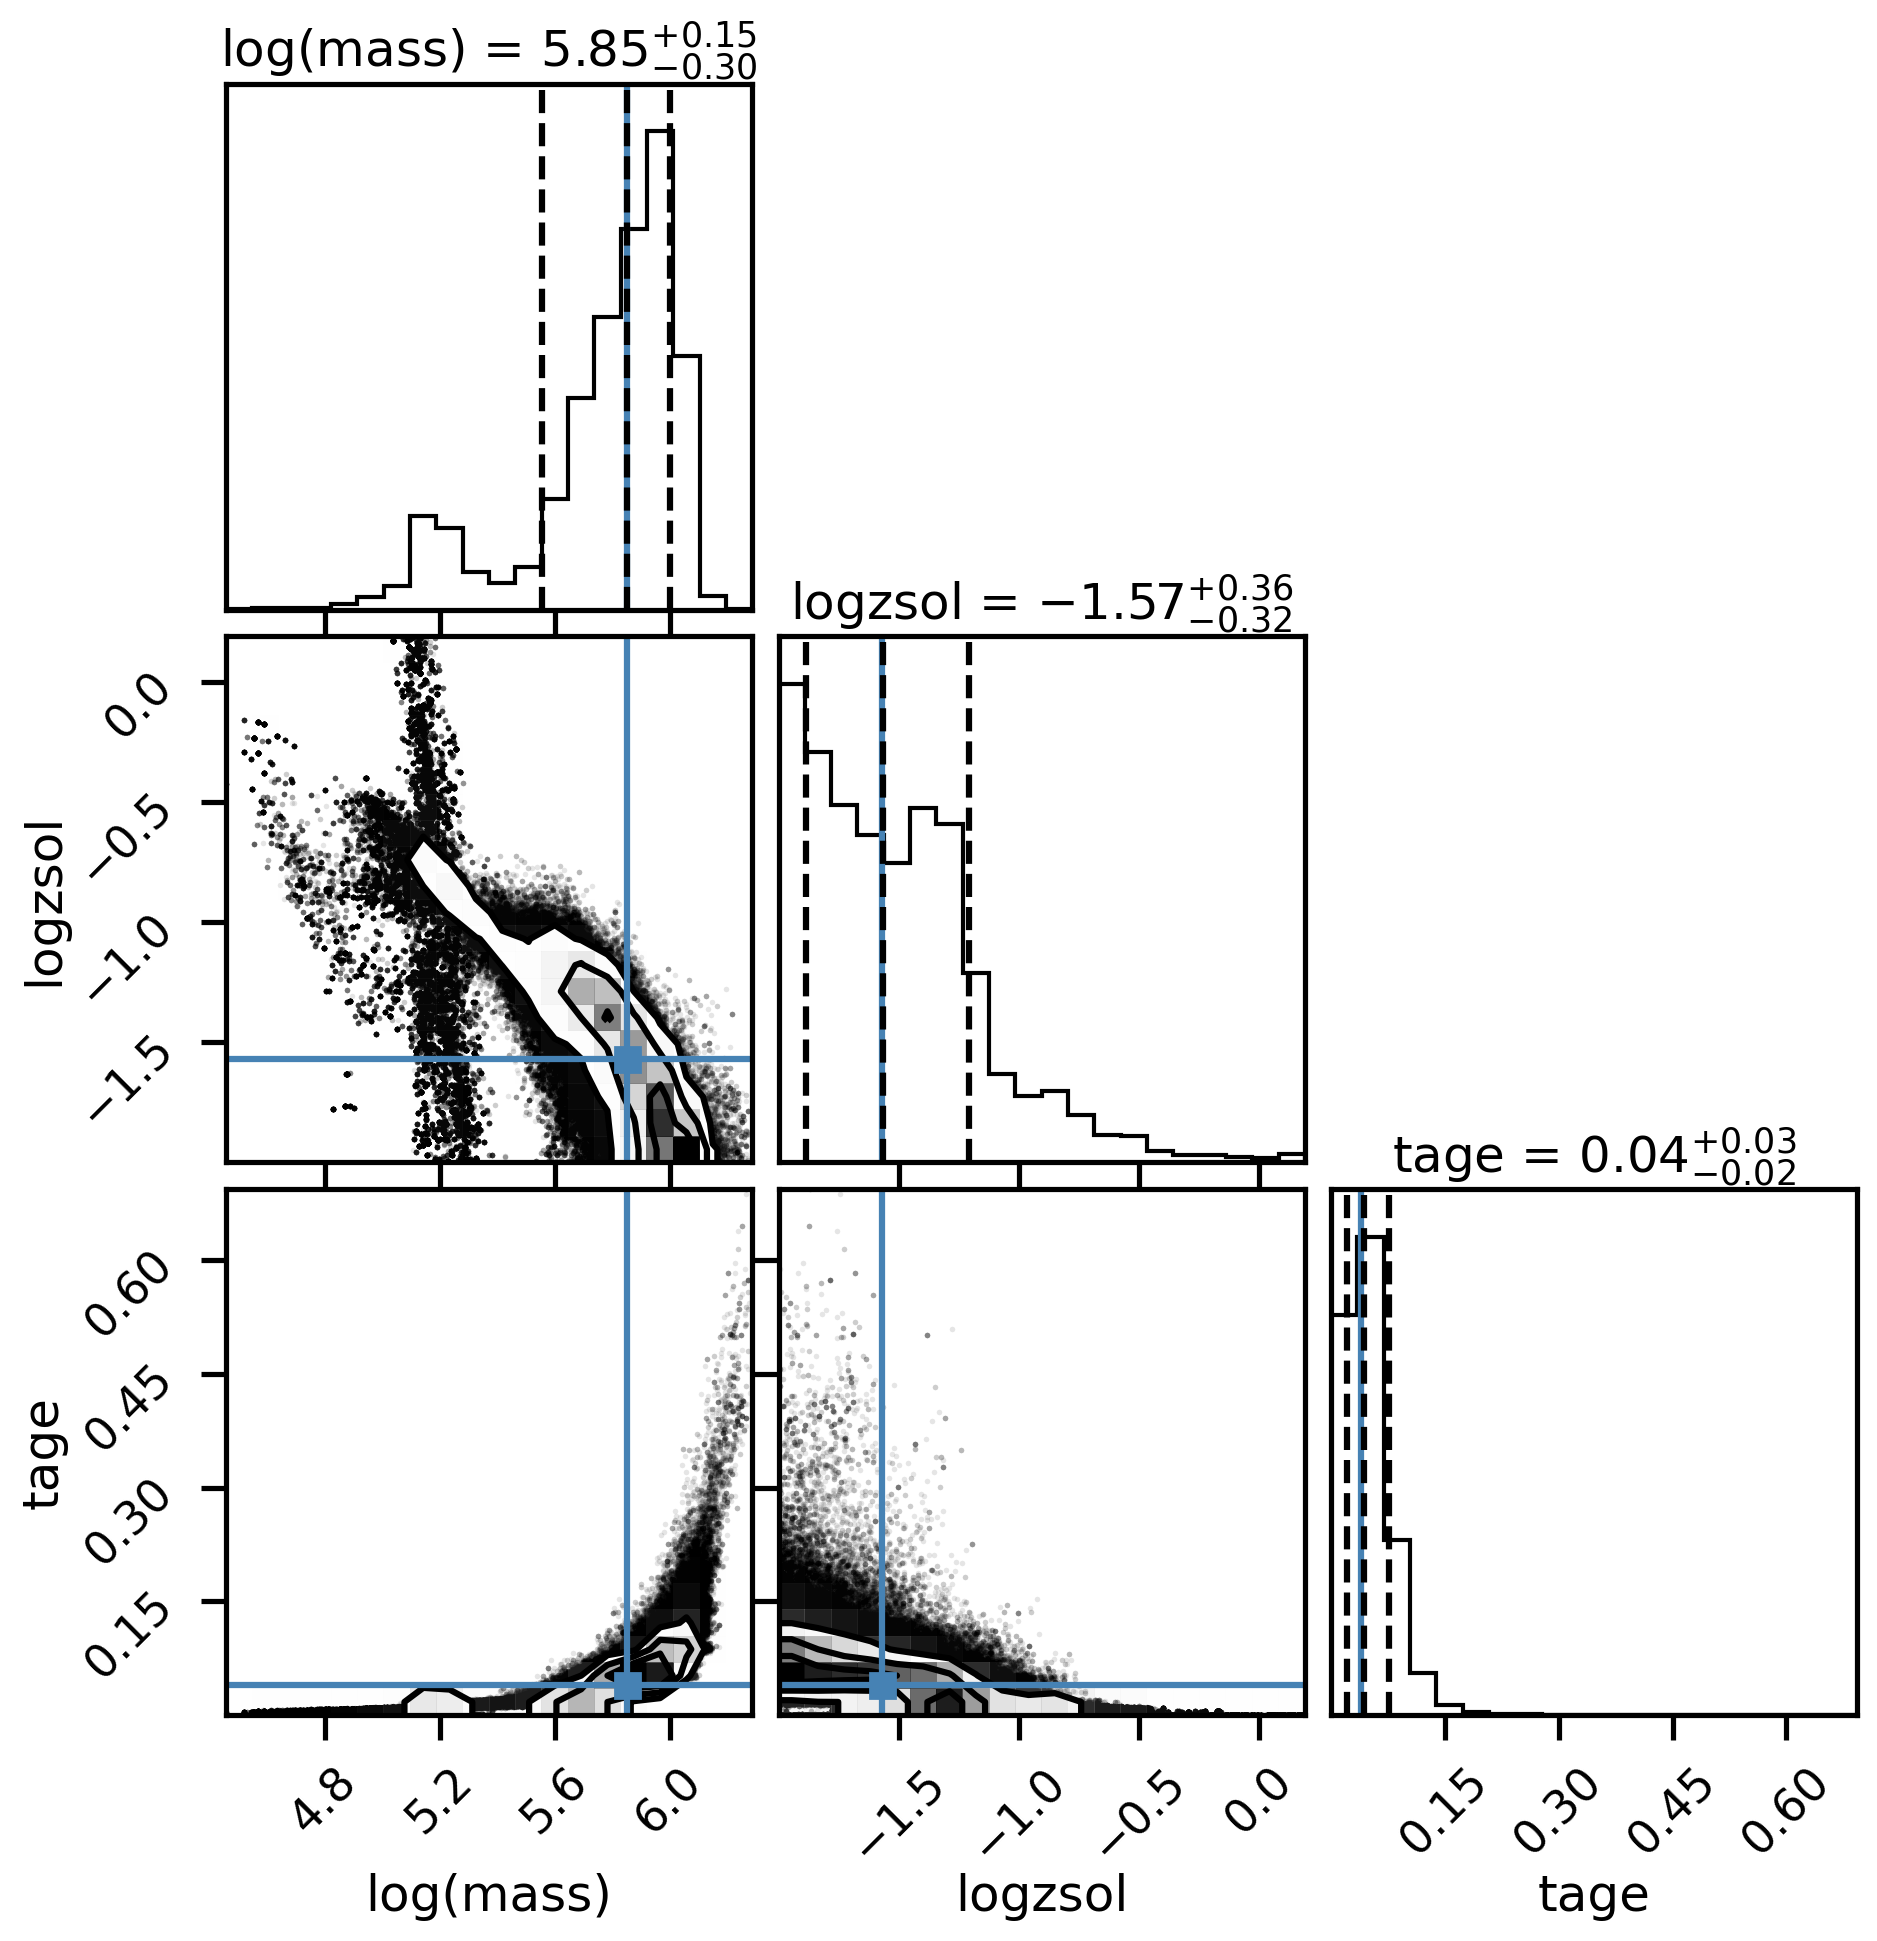 log(mass) = 5.85+0.15 −0.30
logzsol = −1.57+0.36 −0.32
0.0
−0.5
−1.0
−1.5
logzsol
tage = 0.04+0.03 −0.02
0.60
0.45
0.30
0.15
tage
4.8 5.2 5.6 6.0 −1.5 −1.0 −0.5 0.0 0.15 0.30 0.45 0.60
log(mass) logzsol tage